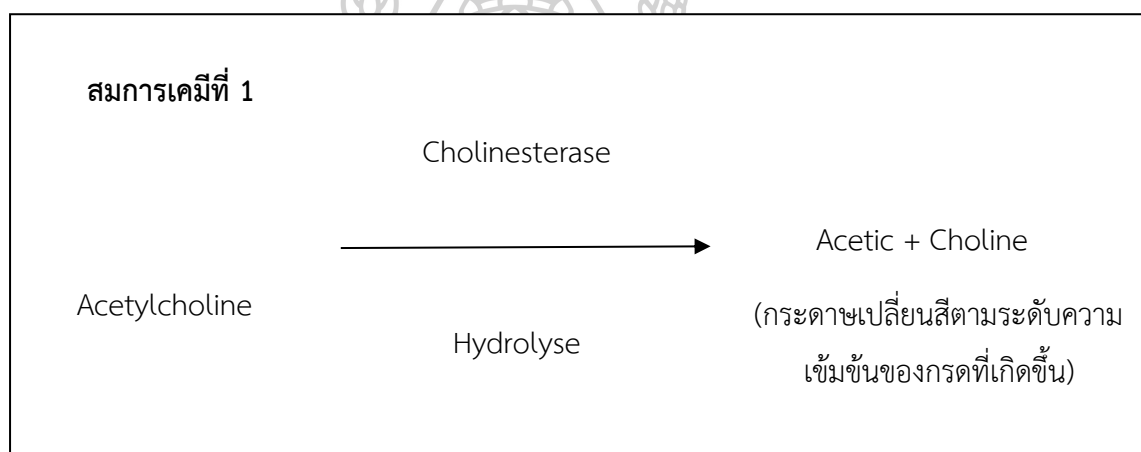 สมการเคมีที่ 1
Cholinesterase
Acetic + Choline
Acetylcholine
(กระดาษเปลี่ยนสีตามระดับความ
Hydrolyse
เข้มข้นของกรดที่เกิดขึ้น)